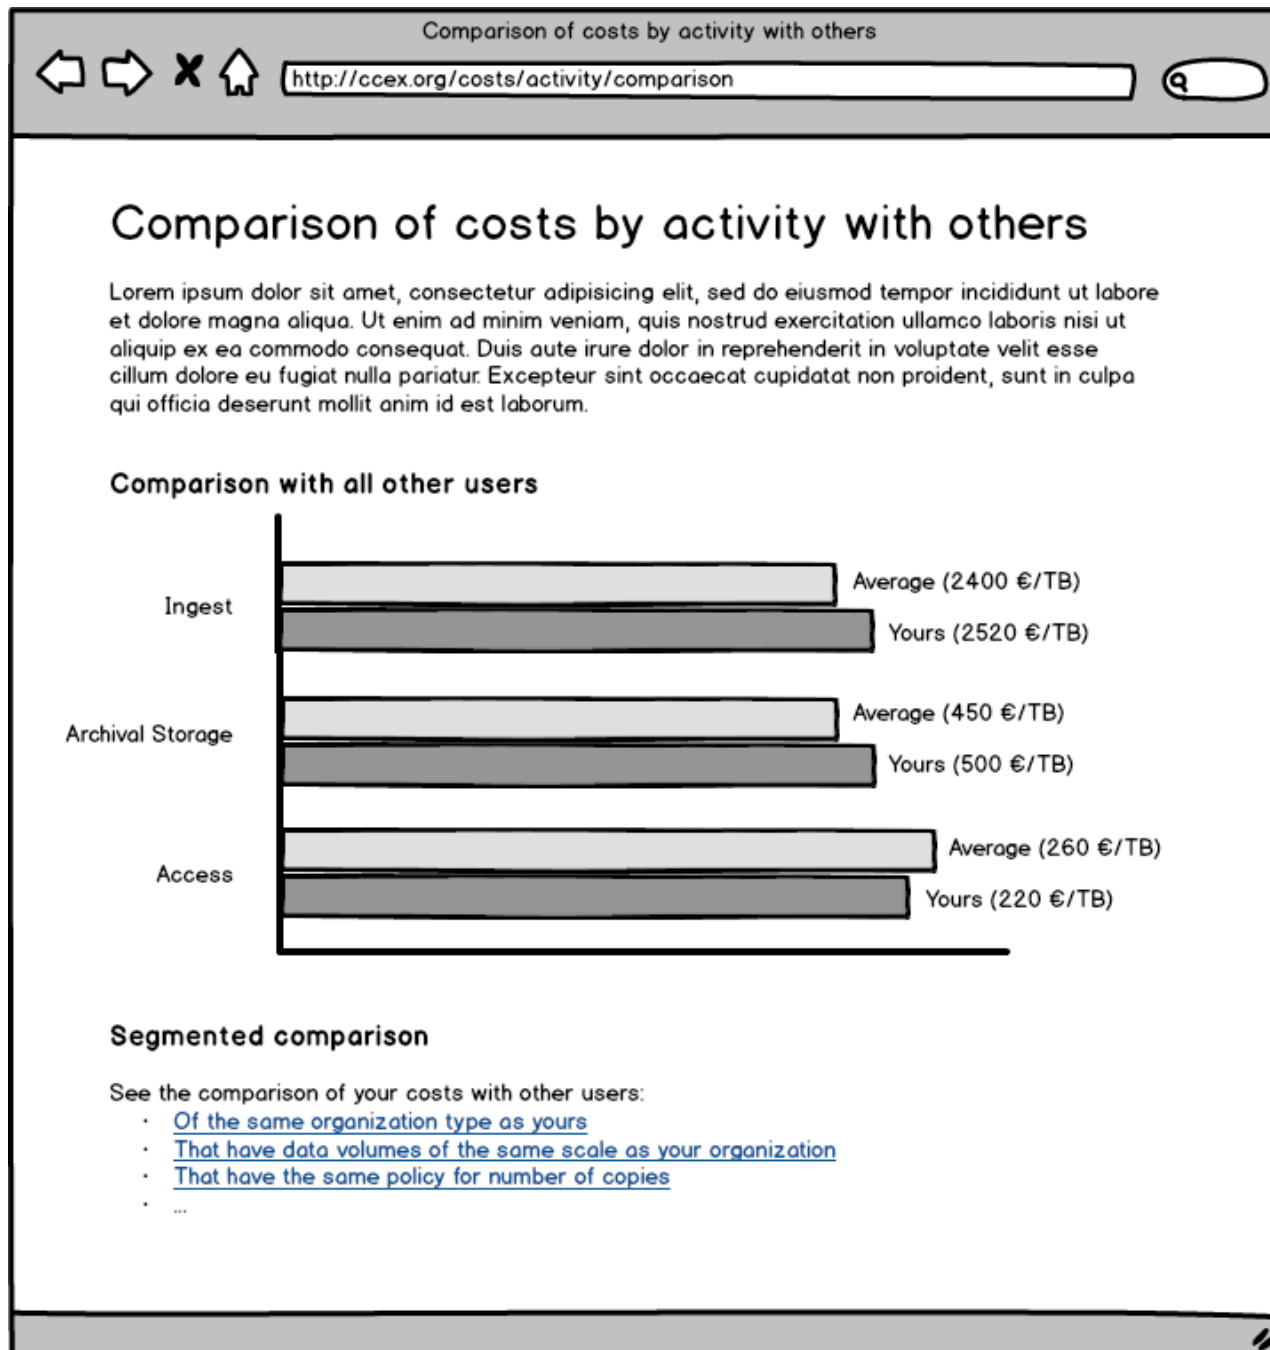 Comparison of costs by activity with others
http://ccex.org/costs/activity/comparison
Comparison of costs by activity with others
Lorem ipsum dolor sit amet, consectetur adipisicing elit, sed do eiusmod tempor incididunt ut labore
et dolore magna aliqua. Ut enim ad minim veniam, quis nostrud exercitation ullamco laboris nisi ut
aliquip ex ea commodo consequat. Duis aute irure dolor in reprehenderit in voluptate velit esse
cillum dolore eu fugiat nulla pariatur. Excepteur sint occaecat cupidatat non proident, sunt in culpa
qui officia deserunt mollit anim id est laborum.
Comparison with all other users
Ingest
Average (2400 €/TB)
Yours (2520 €/TB)
Archival Storage
Average (450 €/TB)
Yours (500 €/TB)
Access
Average (260 €/TB)
Yours (220 €/TB)
Segmented comparison
See the comparison of your costs with other users:
· Of the same organization type as yours
· That have data volumes of the same scale as your organization
· That have the same policy for number of copies
· ...